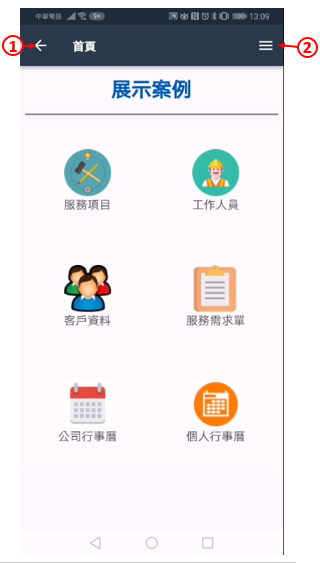 中華電信 4G 100 13:09
① 首頁 ②
展示案例
服務項目 工作人員
客戶資料 服務需求單
公司行事曆 個人行事曆